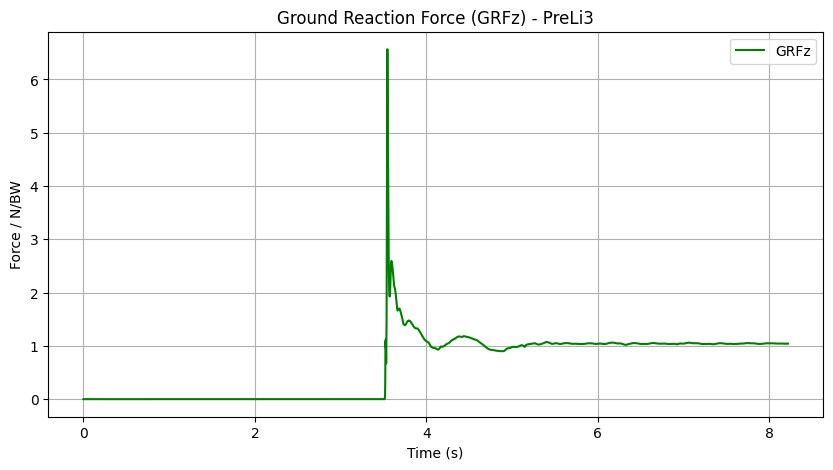 Ground Reaction Force (GRFz) - PreLi3
GRFz
Force / N/BW
6
5
4
3
2
1
0
0 2 4 6 8
Time (s)